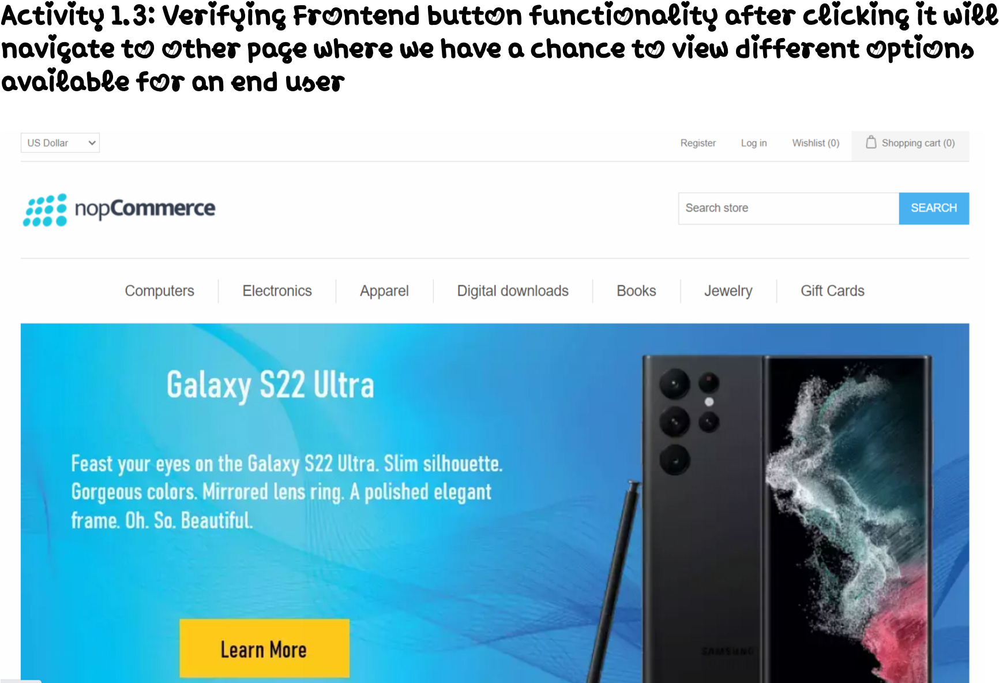 Activity 1.3: Verifying Frontend button functionality after clicking it will
navigate to other page where we have a chance to view different options
available for an end user
US Dollar
Register Log in Wishlist (0) Shopping cart (0)
nopCommerce
Search store SEARCH
Computers Electronics Apparel Digital downloads Books Jewelry Gift Cards
Galaxy S22 Ultra
Feast your eyes on the Galaxy S22 Ultra. Slim silhouette.
Gorgeous colors. Mirrored lens ring. A polished elegant
frame. Oh. So. Beautiful.
Learn More
SAMSUNG